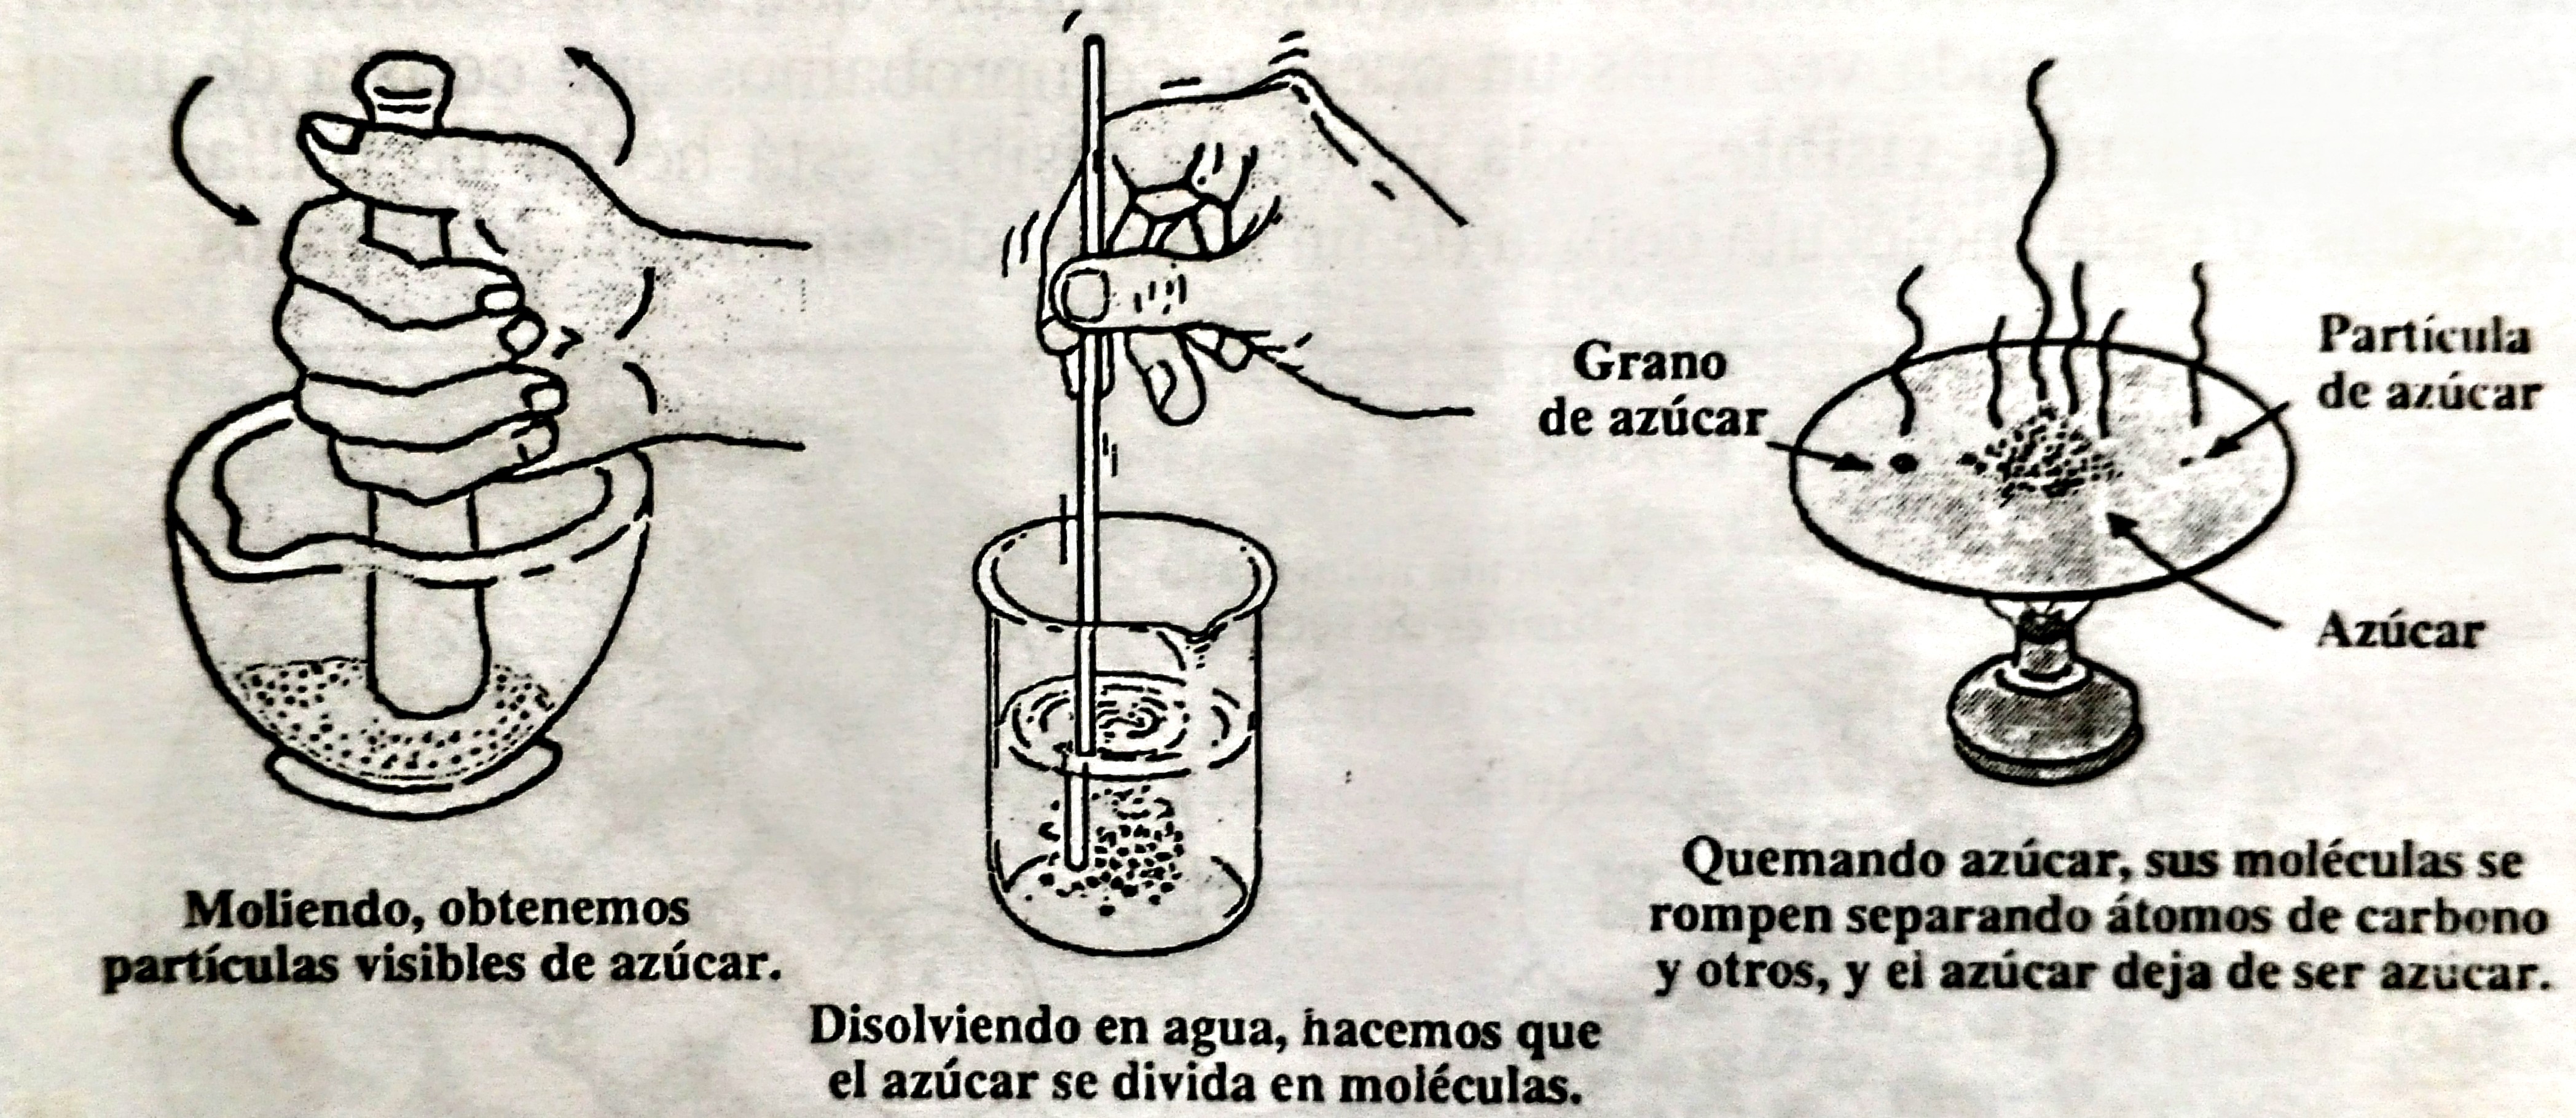 Moliendo, obtenemos
partículas visibles de azúcar.
Disolviendo en agua, hacemos que
el azúcar se divida en moléculas.
Grano
de azúcar
Partícula
de azúcar
Azúcar
Quemando azúcar, sus moléculas se
rompen separando átomos de carbono
y otros, y el azúcar deja de ser azúcar.